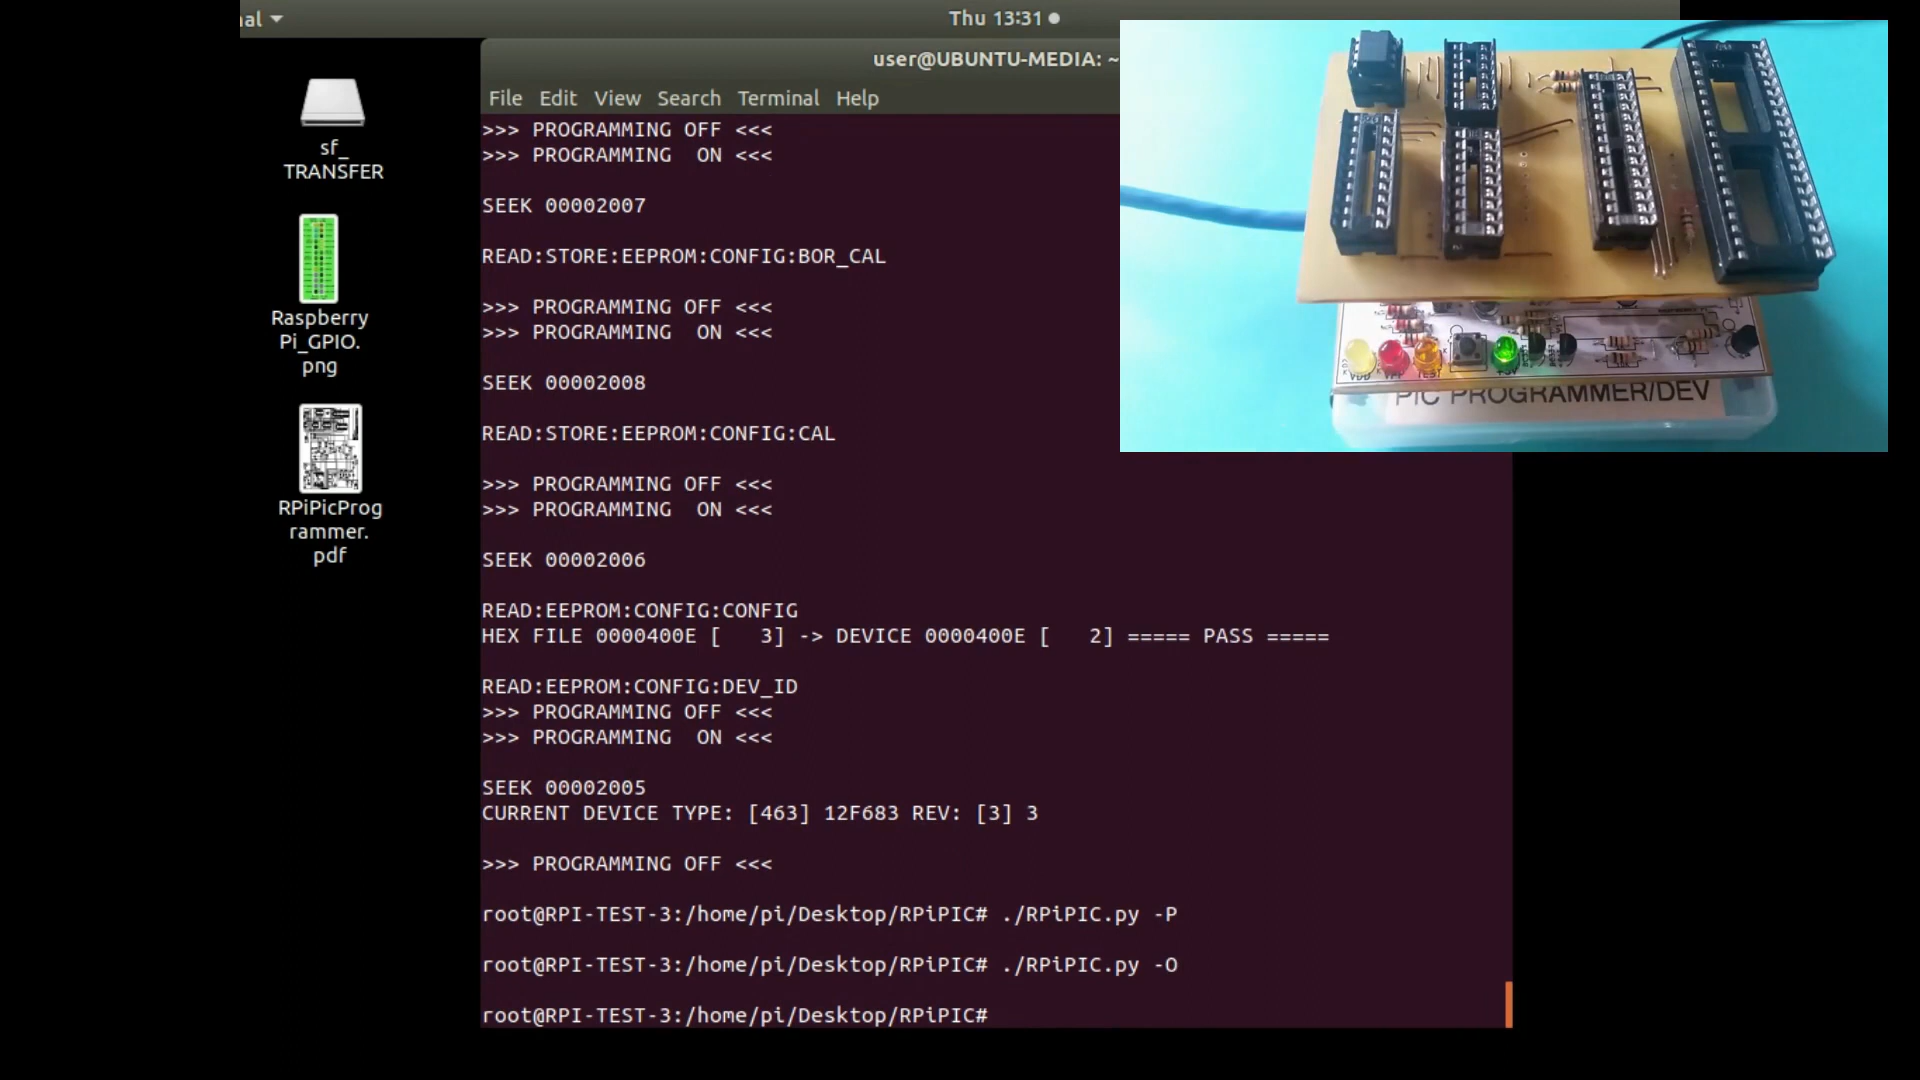 al
Thu 13:31
user@UBUNTU-MEDIA: ~
File Edit View Search Terminal Help
sf_
TRANSFER
Raspberry
Pi_GPIO.
png
RPiPicProg
rammer.
pdf
>>> PROGRAMMING OFF <<<
>>> PROGRAMMING  ON <<<
SEEK 00002007
READ:STORE:EEPROM:CONFIG:BOR_CAL
>>> PROGRAMMING OFF <<<
>>> PROGRAMMING  ON <<<
SEEK 00002008
READ:STORE:EEPROM:CONFIG:CAL
>>> PROGRAMMING OFF <<<
>>> PROGRAMMING  ON <<<
SEEK 00002006
READ:EEPROM:CONFIG:CONFIG
HEX FILE 0000400E [   3] -> DEVICE 0000400E [   2] ===== PASS =====
READ:EEPROM:CONFIG:DEV_ID
>>> PROGRAMMING OFF <<<
>>> PROGRAMMING  ON <<<
SEEK 00002005
CURRENT DEVICE TYPE: [463] 12F683 REV: [3] 3
>>> PROGRAMMING OFF <<<
root@RPI-TEST-3:/home/pi/Desktop/RPiPIC# ./RPiPIC.py -P
root@RPI-TEST-3:/home/pi/Desktop/RPiPIC# ./RPiPIC.py -O
root@RPI-TEST-3:/home/pi/Desktop/RPiPIC#
VDD VPP TEST +5V
PIC PROGRAMMER/DEV